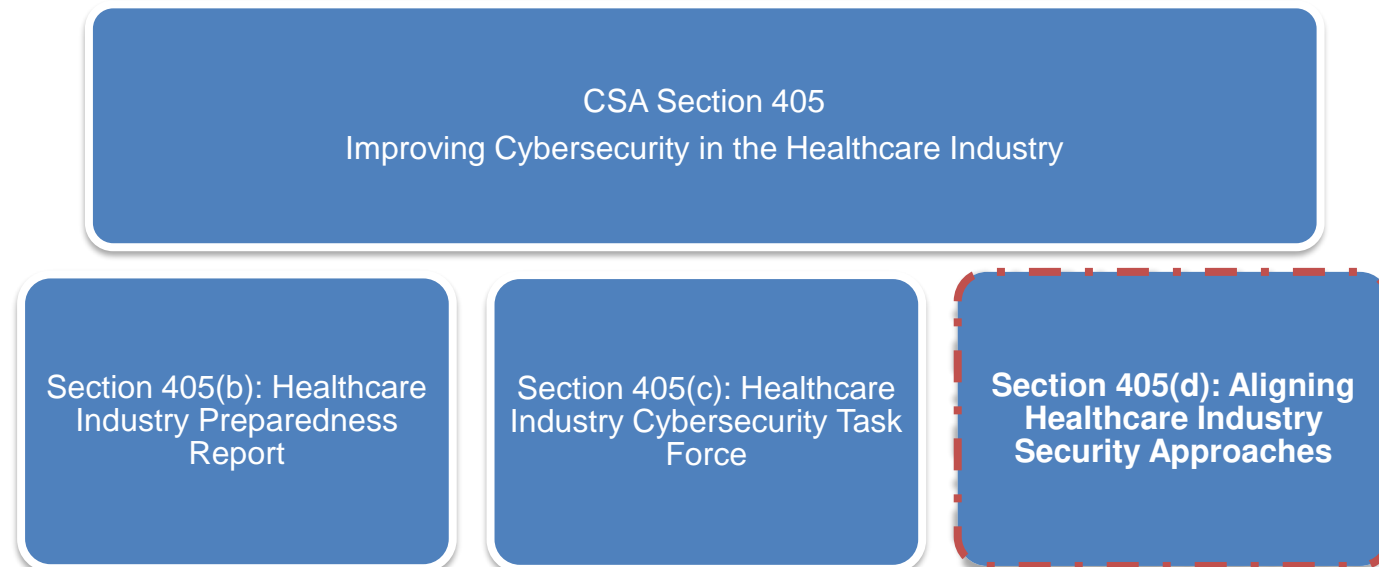 CSA Section 405
Improving Cybersecurity in the Healthcare Industry
Section 405(b): Healthcare
Industry Preparedness
Report
Section 405(c): Healthcare
Industry Cybersecurity Task
Force
Section 405(d): Aligning
Healthcare Industry
Security Approaches